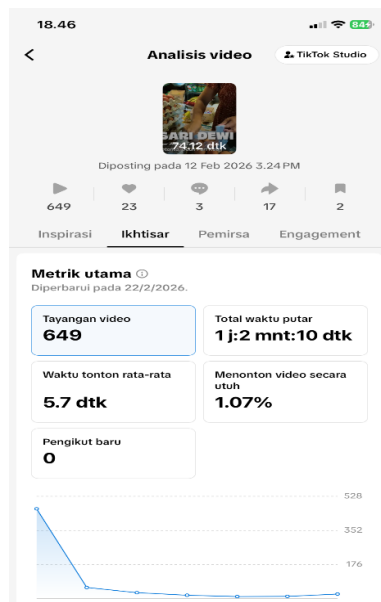 18.46
84
Analisis video
TikTok Studio
SARI DEWI
74.12 dtk
Diposting pada 12 Feb 2026 3.24 PM
649 23 3 17 2
Inspirasi Ikhtisar Pemirsa Engagement
Metrik utama
Diperbarui pada 22/2/2026.
Tayangan video
649
Total waktu putar
1 j:2 mnt:10 dtk
Waktu tonton rata-rata
5.7 dtk
Menonton video secara
utuh
1.07%
Pengikut baru
0
528
352
176